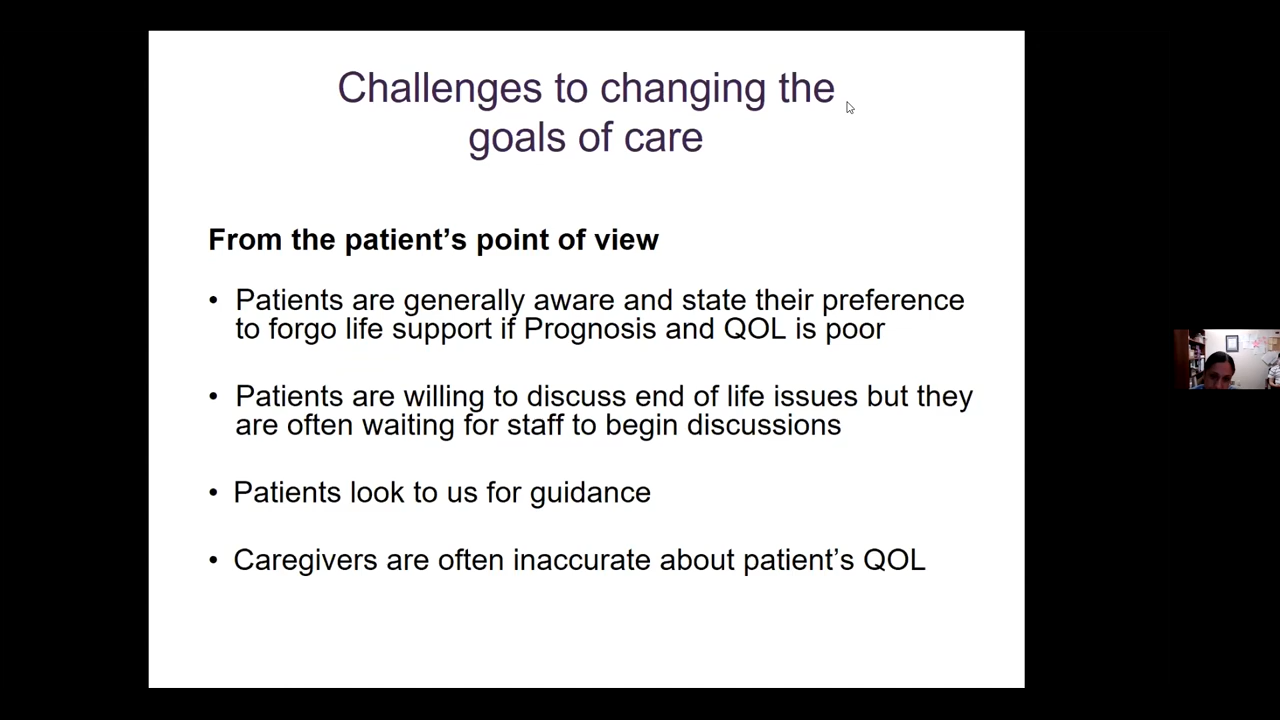 Challenges to changing the
goals of care
From the patient’s point of view
• Patients are generally aware and state their preference
to forgo life support if Prognosis and QOL is poor
• Patients are willing to discuss end of life issues but they
are often waiting for staff to begin discussions
• Patients look to us for guidance
• Caregivers are often inaccurate about patient’s QOL